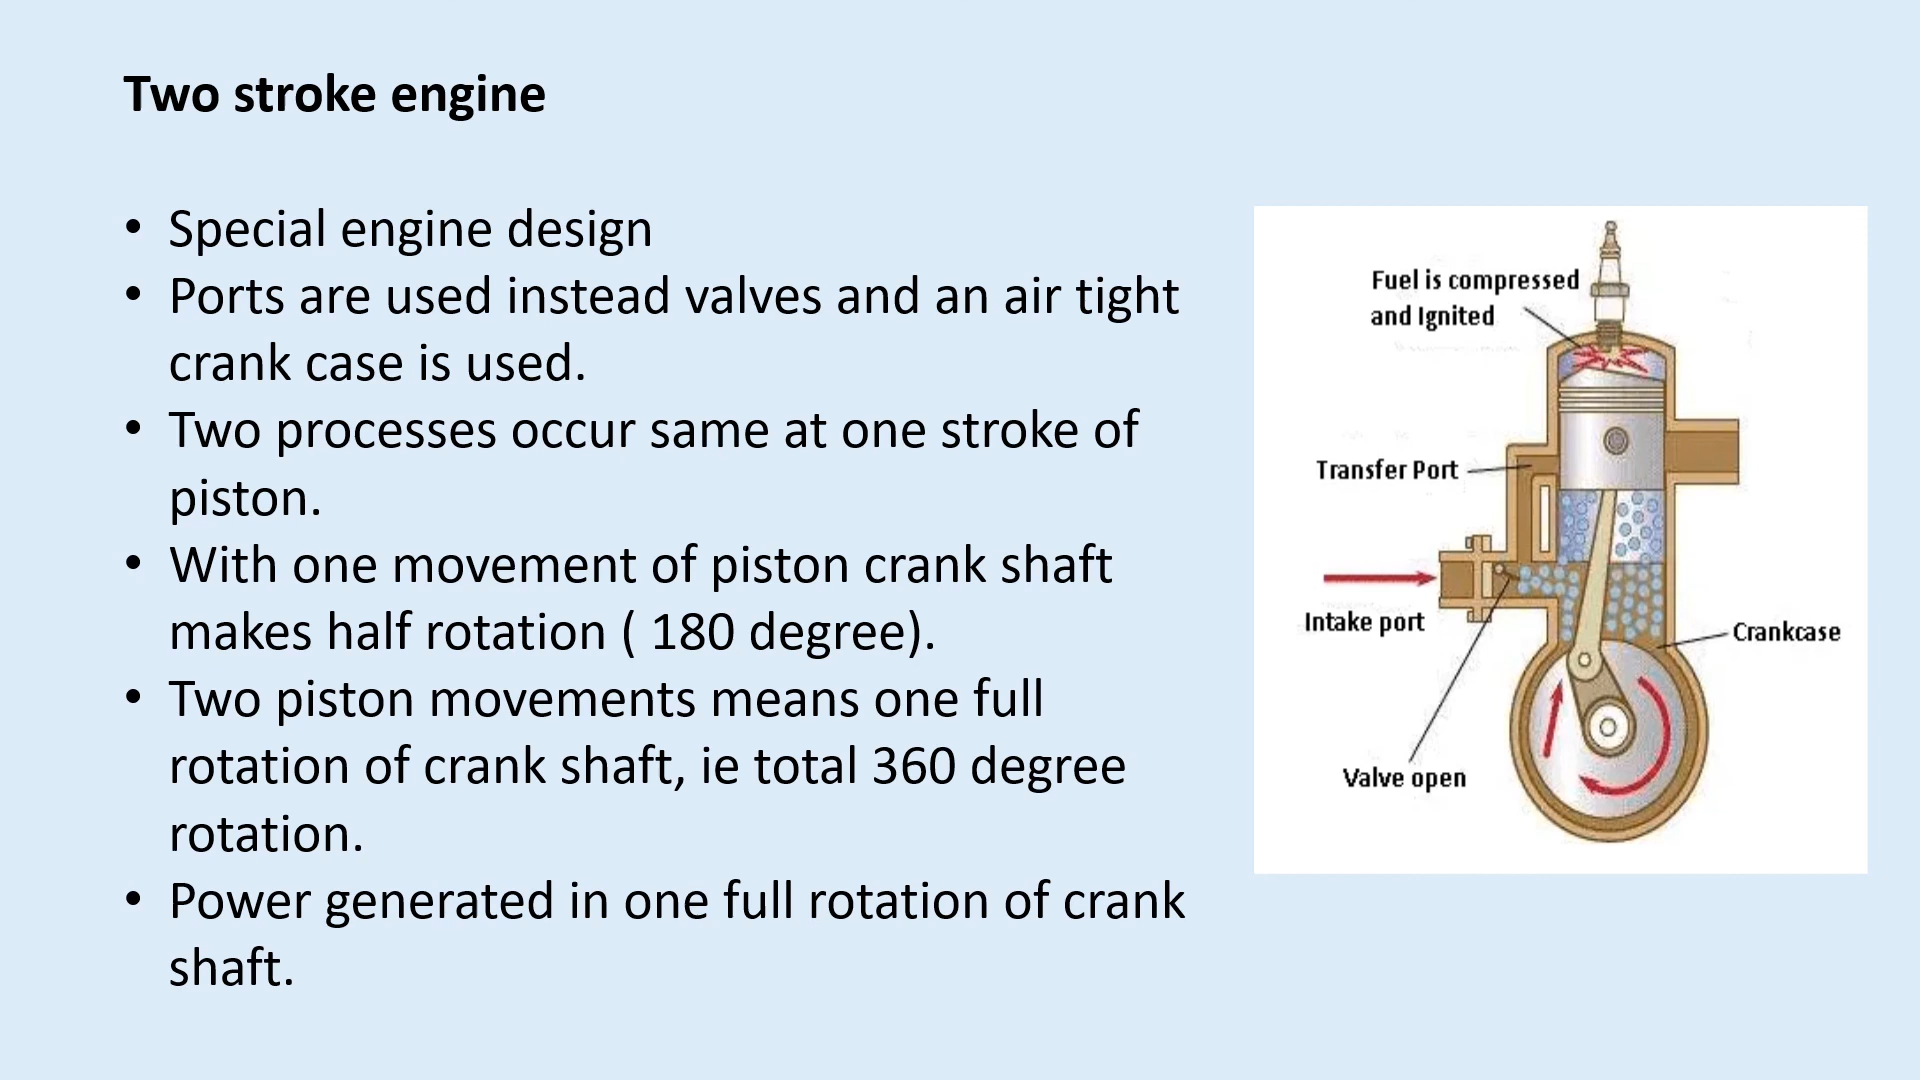 Two stroke engine
• Special engine design
• Ports are used instead valves and an air tight
crank case is used.
• Two processes occur same at one stroke of
piston.
• With one movement of piston crank shaft
makes half rotation ( 180 degree).
• Two piston movements means one full
rotation of crank shaft, ie total 360 degree
rotation.
• Power generated in one full rotation of crank
shaft.
Fuel is compressed
and Ignited
Transfer Port
Intake port
Crankcase
Valve open